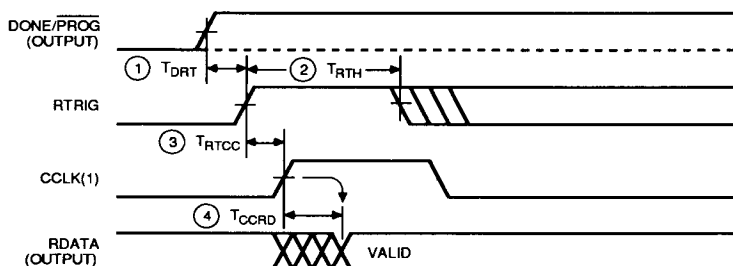 DONE/PROG
(OUTPUT)
1 TDRT
2 TRTH
RTRIG
3 TRTCC
CCLK(1)
4 TCCRD
RDATA
(OUTPUT)
VALID